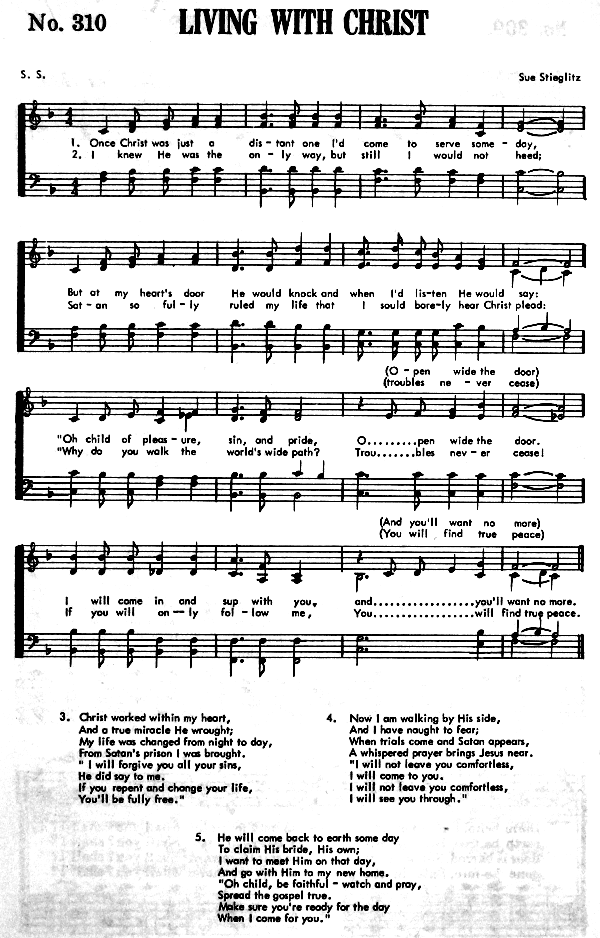 No. 310 LIVING WITH CHRIST
S. S. Sue Stieglitz
1. Once Christ was just a dis - tant one I'd come to serve some - day,
2. I knew He was the on - ly way, but still I would not heed;
But at my heart's door He would knock and when I'd lis-ten He would say:
Sat - an so ful - ly ruled my life that I sould bare-ly hear Christ plead:
(O - pen wide the door)
(troubles ne - ver cease)
"Oh child of pleas - ure, sin, and pride, O.........pen wide the door.
"Why do you walk the world's wide path? Trou.......bles nev - er cease!
(And you'll want no more)
(You will find true peace)
I will come in and sup with you, and..................you'll want no more.
If you will on--ly fol - low me, You..................will find true peace.
3. Christ worked within my heart,
And a true miracle He wrought;
My life was changed from night to day,
From Satan's prison I was brought.
" I will forgive you all your sins,
He did say to me.
If you repent and change your life,
You'll be fully free."
4. Now I am walking by His side,
And I have naught to fear;
When trials come and Satan appears,
A whispered prayer brings Jesus near.
"I will not leave you comfortless,
I will come to you.
I will not leave you comfortless,
I will see you through."
5. He will come back to earth some day
To claim His bride, His own;
I want to meet Him on that day,
And go with Him to my new home.
"Oh child, be faithful - watch and pray,
Spread the gospel true.
Make sure you're ready for the day
When I come for you."